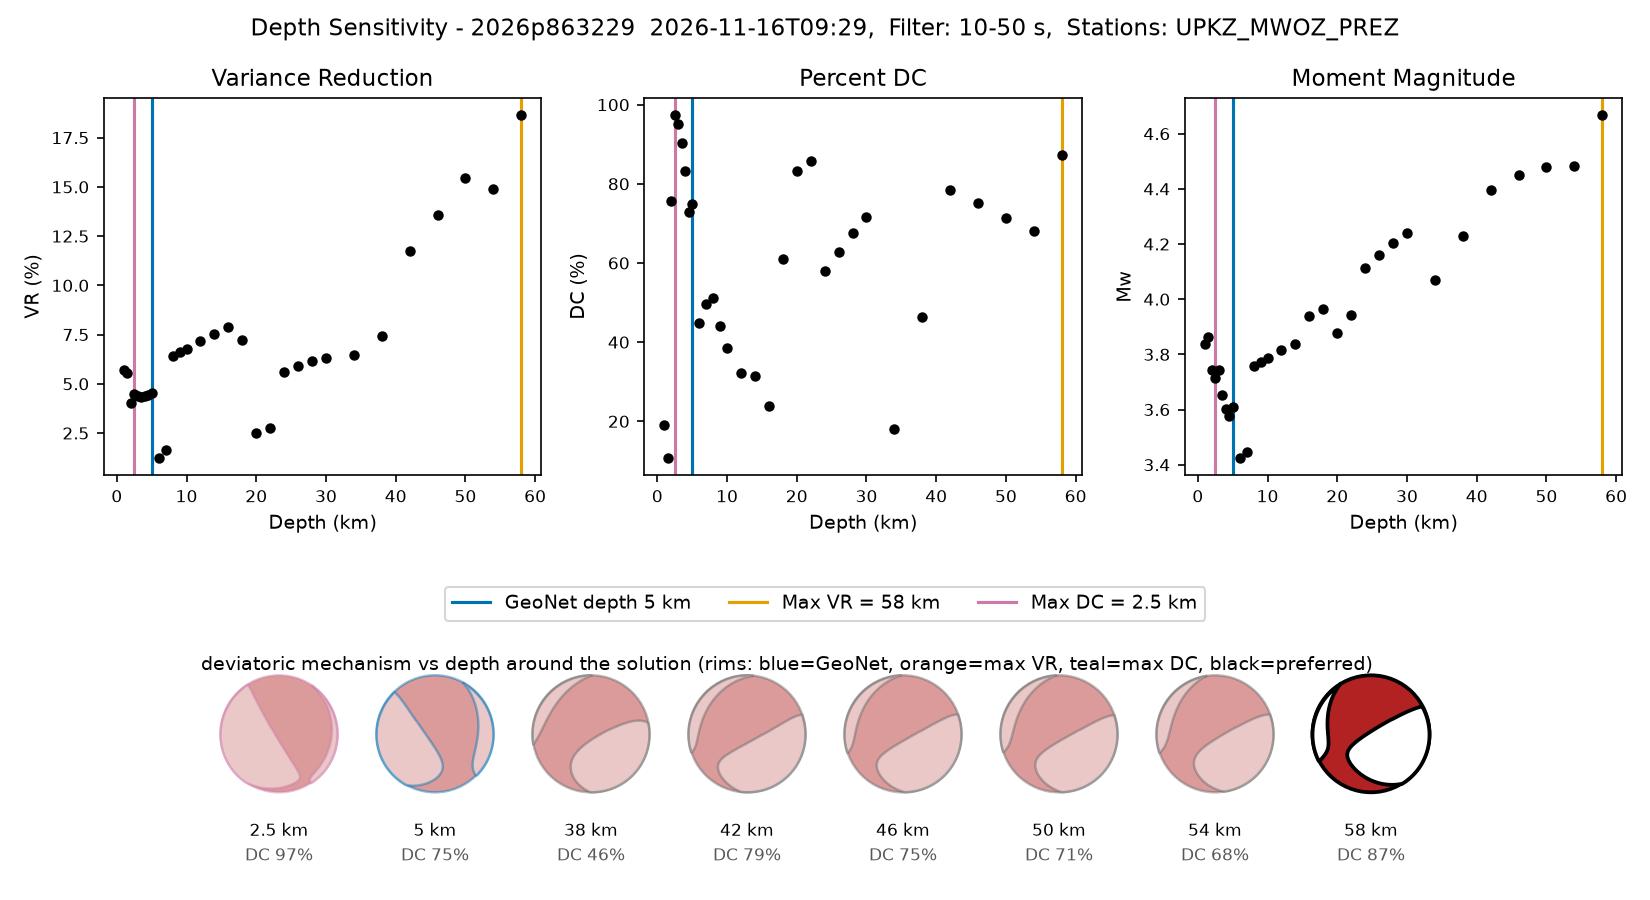 Depth Sensitivity - 2026p863229  2026-11-16T09:29,  Filter: 10-50 s,  Stations: UPKZ_MWOZ_PREZ
Variance Reduction
Percent DC
Moment Magnitude
VR (%)
17.5
15.0
12.5
10.0
7.5
5.0
2.5
0 10 20 30 40 50 60
Depth (km)
DC (%)
100
80
60
40
20
0 10 20 30 40 50 60
Depth (km)
Mw
4.6
4.4
4.2
4.0
3.8
3.6
3.4
0 10 20 30 40 50 60
Depth (km)
GeoNet depth 5 km
Max VR = 58 km
Max DC = 2.5 km
deviatoric mechanism vs depth around the solution (rims: blue=GeoNet, orange=max VR, teal=max DC, black=preferred)
2.5 km 5 km 38 km 42 km 46 km 50 km 54 km 58 km
DC 97% DC 75% DC 46% DC 79% DC 75% DC 71% DC 68% DC 87%